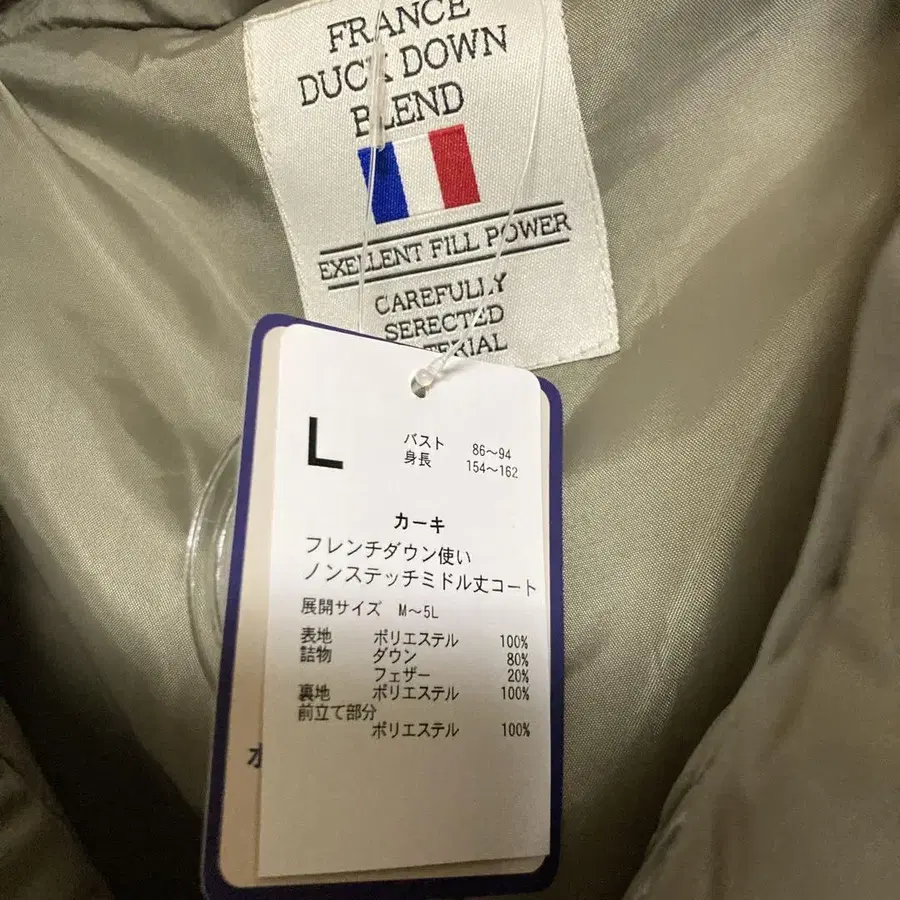 FRANCE
DUCK DOWN
BLEND
EXELLENT FILL POWER
CAREFULLY
SERECTED
L
バスト 86～94
身長 154～162
カーキ
フレンチダウン使い
ノンステッチミドル丈コート
展開サイズ M～5L
表地 ポリエステル 100%
詰物 ダウン 80%
フェザー 20%
裏地 ポリエステル 100%
前立て部分
ポリエステル 100%